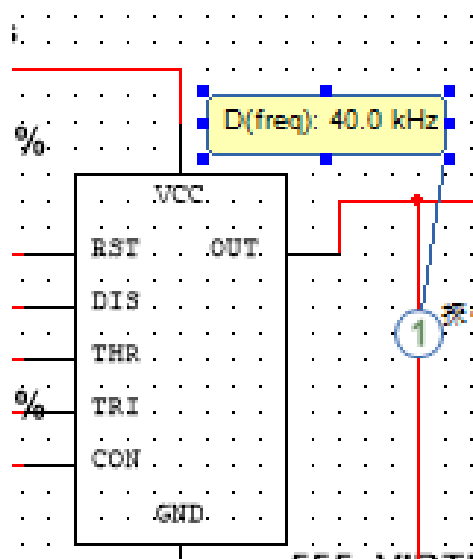 %
D(freq): 40.0 kHz
VCC
RST OUT
DIS
THR
1
% TRI
CON
GND